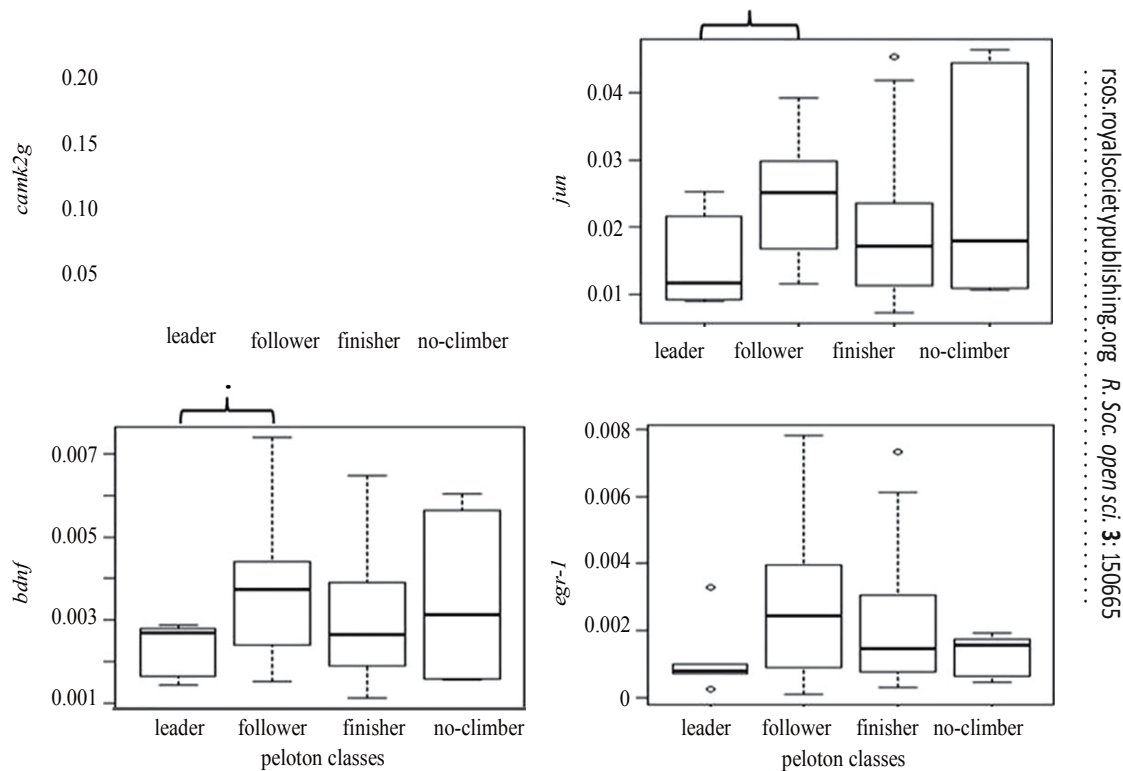 0.20
0.15
0.10
0.05
camk2g
leader follower finisher no-climber
0.04
0.03
0.02
0.01
jun
leader follower finisher no-climber
0.007
0.005
0.003
0.001
bdnf
leader follower finisher no-climber
peloton classes
0.008
0.006
0.004
0.002
0
egr-1
leader follower finisher no-climber
peloton classes
rsos.royalsocietypublishing.org R. Soc. open sci. 3: 150665